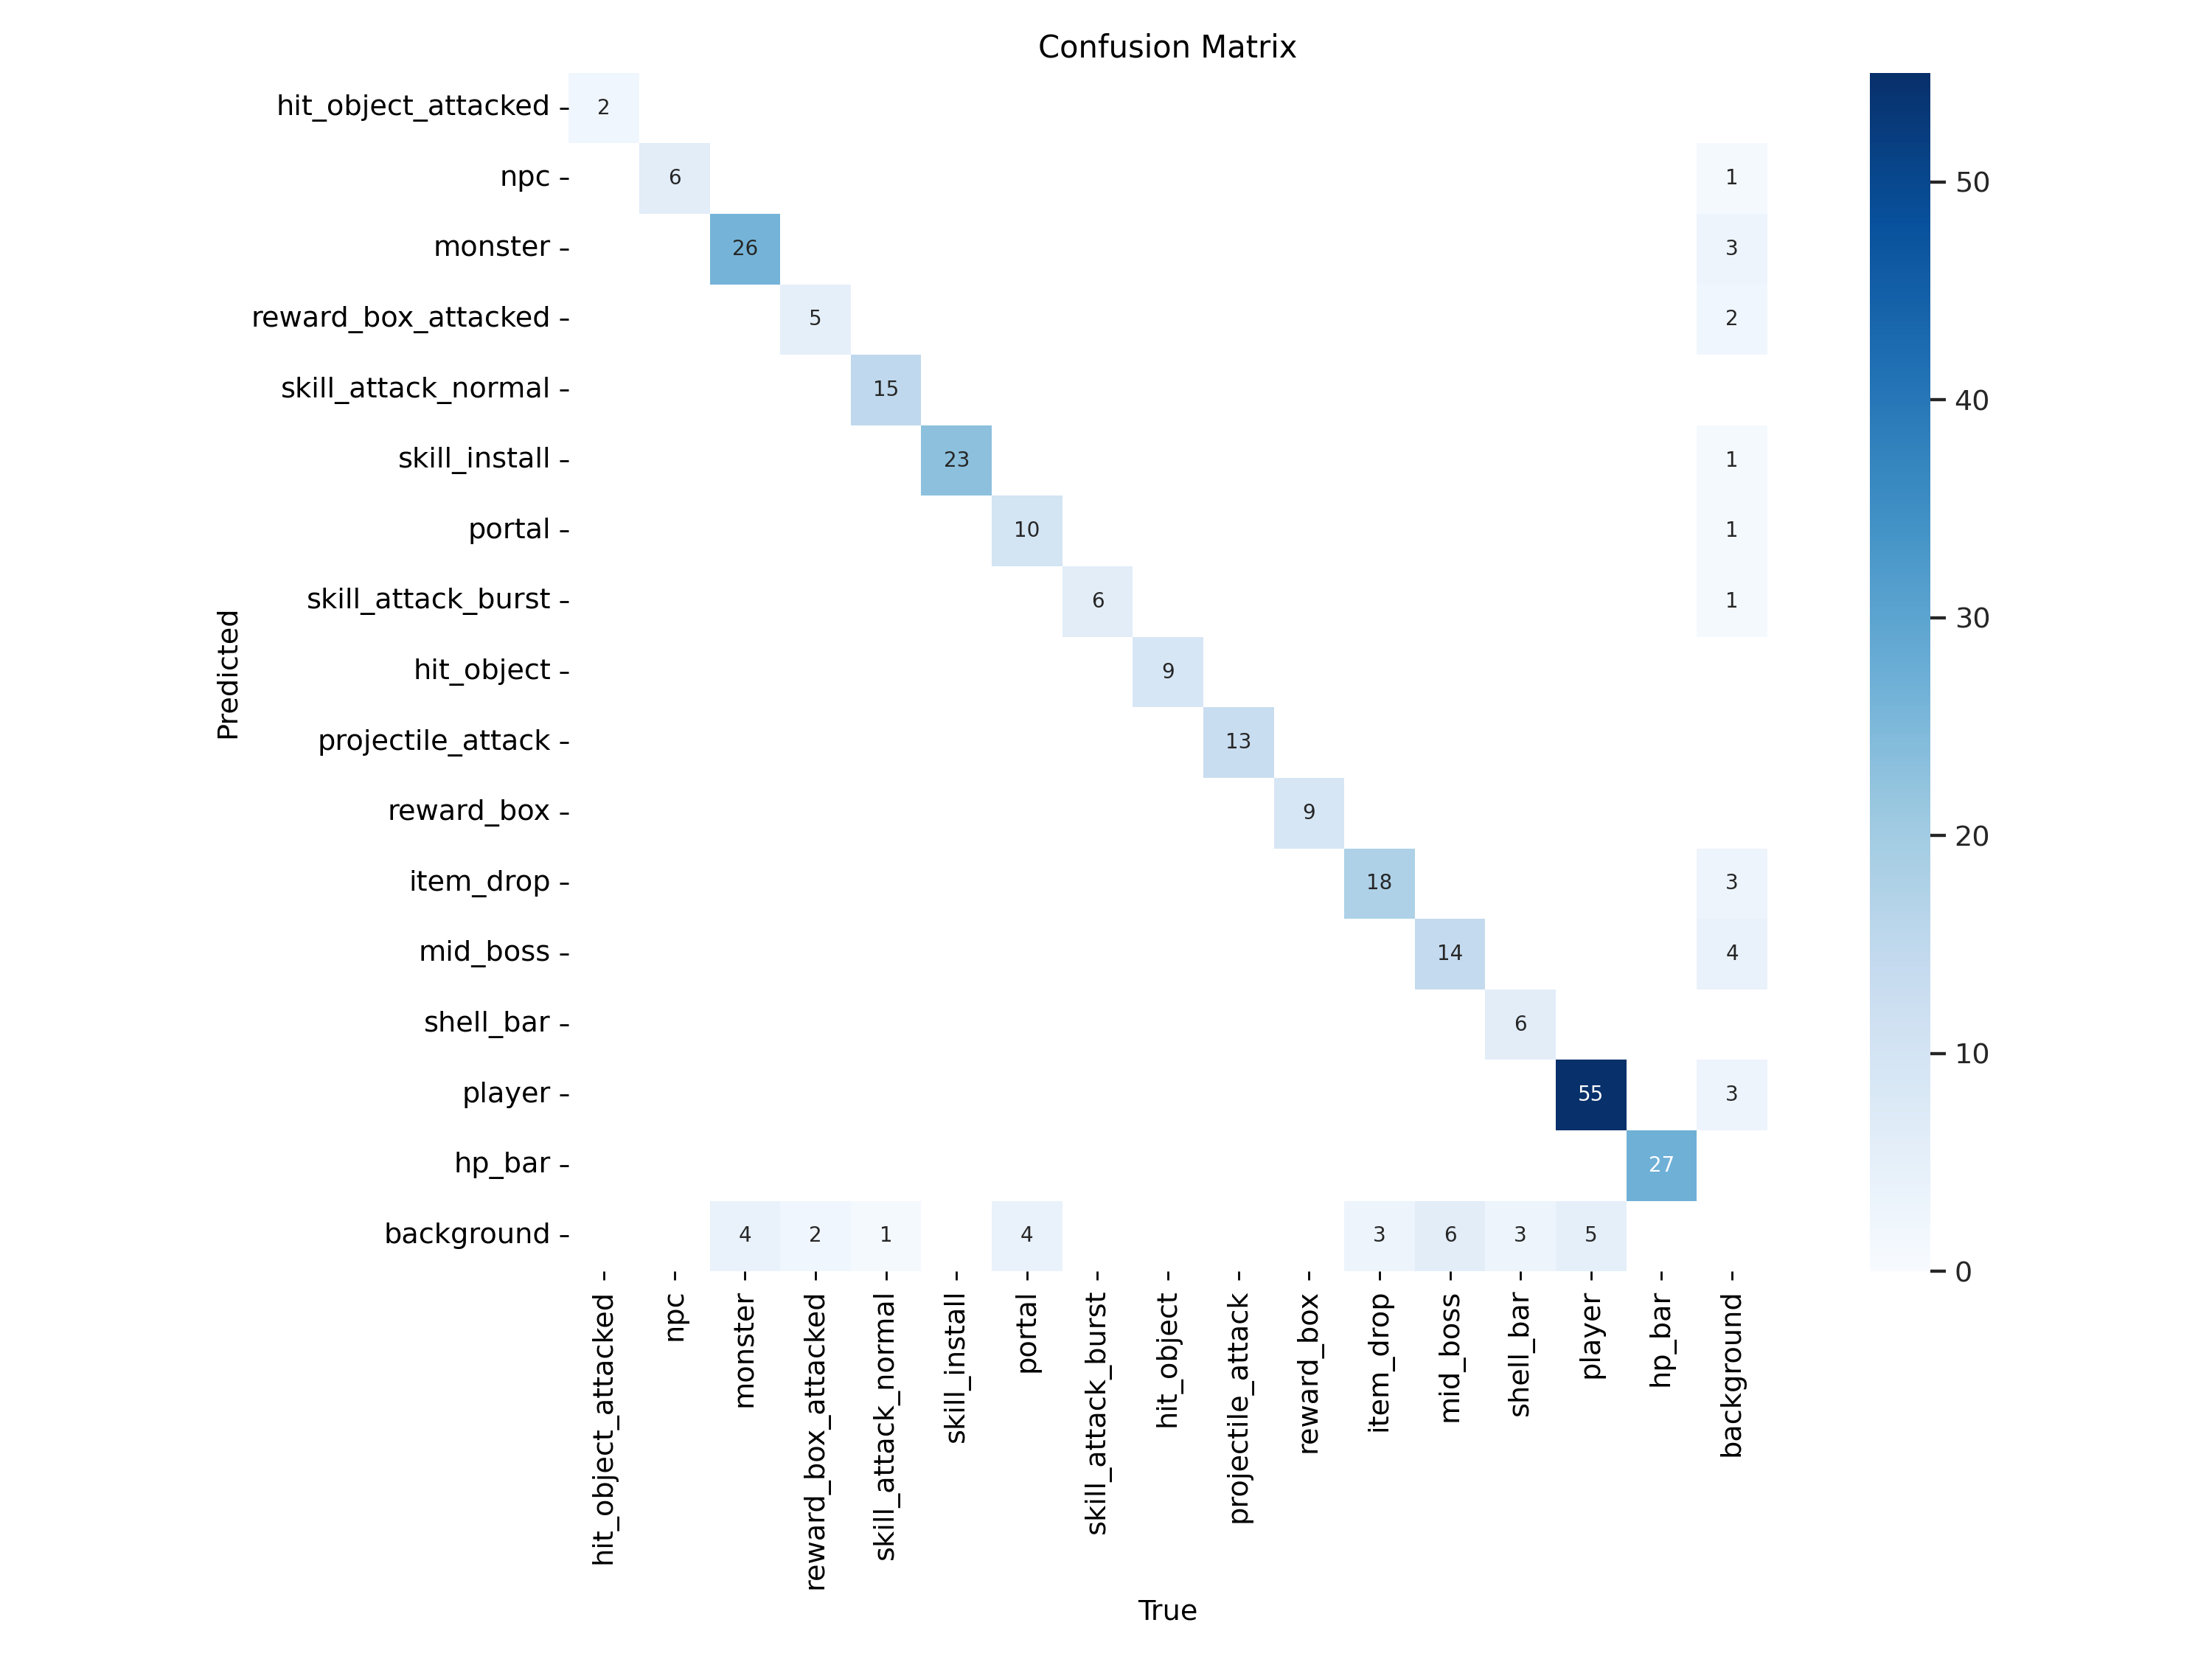 Confusion Matrix
hit_object_attacked
2
npc
6
1
50
monster
26
3
reward_box_attacked
5
2
skill_attack_normal
15
40
skill_install
23
1
portal
10
1
skill_attack_burst
6
1
30
Predicted
hit_object
9
projectile_attack
13
reward_box
9
20
item_drop
18
3
mid_boss
14
4
shell_bar
6
10
player
55
3
hp_bar
27
background
4
2
1
4
3
6
3
5
0
hit_object_attacked
npc
monster
reward_box_attacked
skill_attack_normal
skill_install
portal
skill_attack_burst
hit_object
projectile_attack
reward_box
item_drop
mid_boss
shell_bar
player
hp_bar
background
True